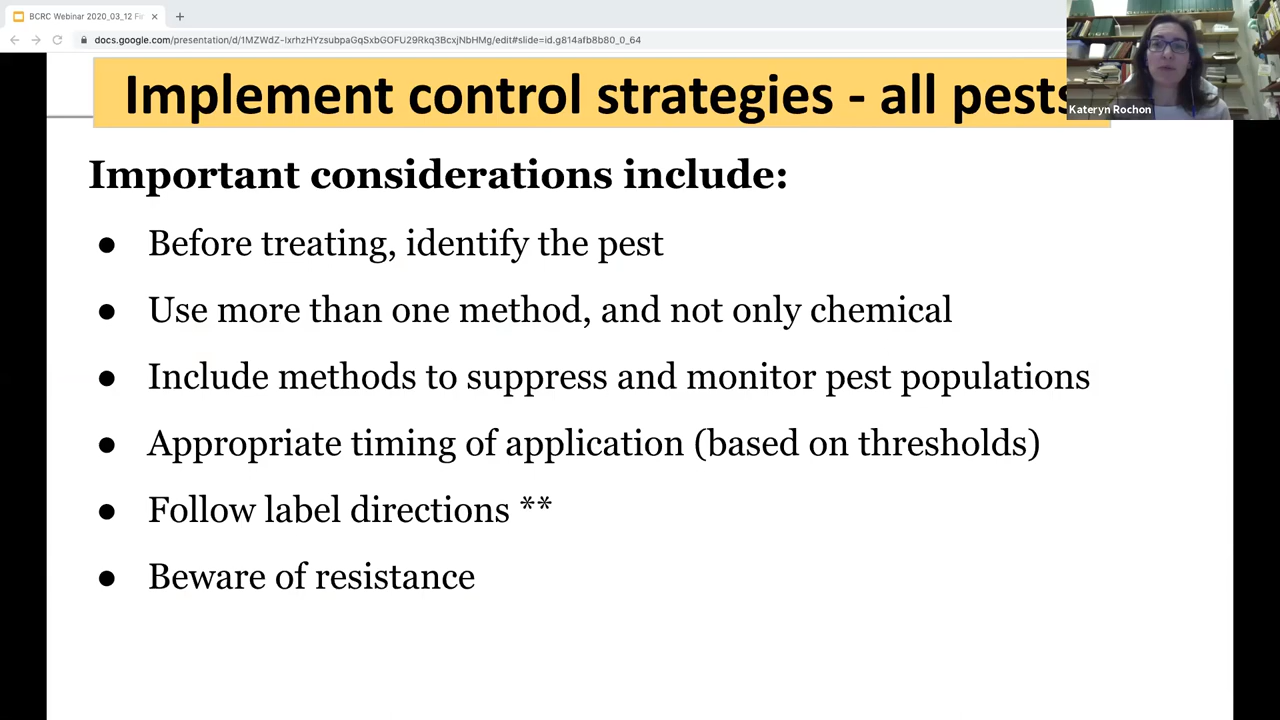 BCRC Webinar 2020_03_12 Fi
docs.google.com/presentation/d/1MZWdZ-IxrhzHYzsubpaGqSxbGOFU29Rkq3BcxjNbHMg/edit#slide=id.g814afb8b80_0_64
Implement control strategies - all pests
Kateryn Rochon
Important considerations include:
● Before treating, identify the pest
● Use more than one method, and not only chemical
● Include methods to suppress and monitor pest populations
● Appropriate timing of application (based on thresholds)
● Follow label directions **
● Beware of resistance